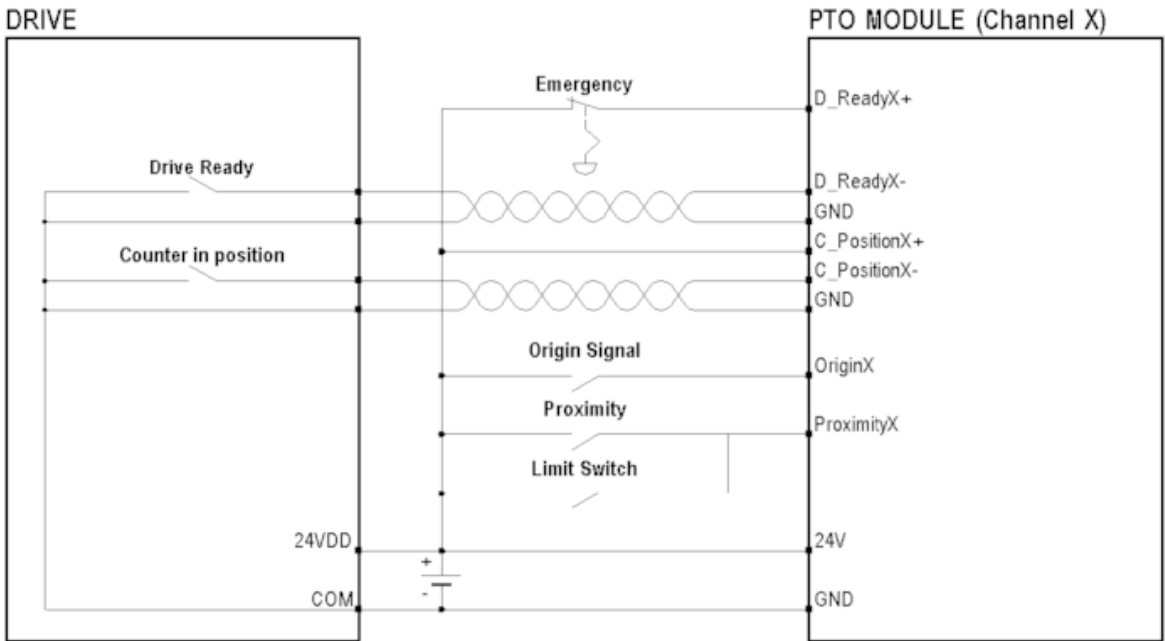 DRIVE
PTO MODULE (Channel X)
Emergency
D_ReadyX+
Drive Ready
D_ReadyX-
GND
C_PositionX+
Counter in position
C_PositionX-
GND
Origin Signal
OriginX
Proximity
ProximityX
Limit Switch
24VDD
24V
+
-
COM
GND